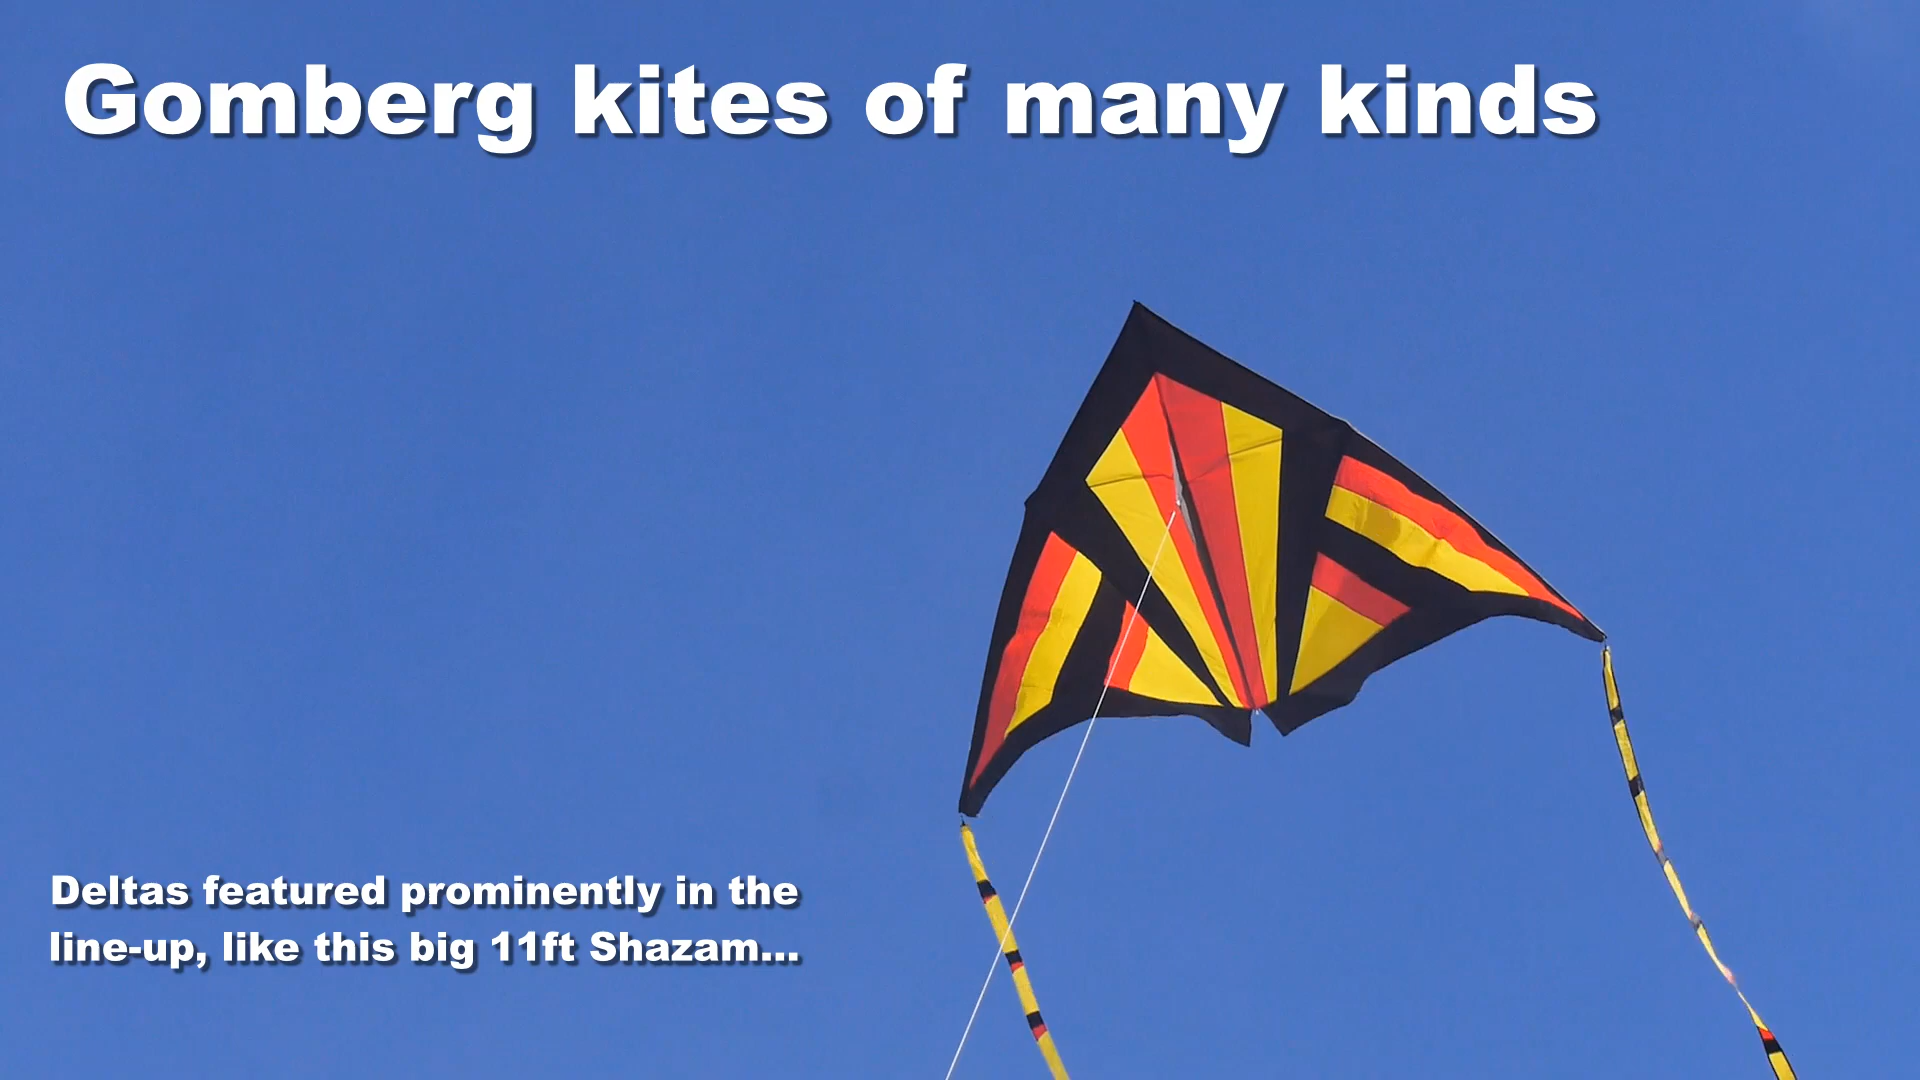 Gomberg kites of many kinds
Deltas featured prominently in the
line-up, like this big 11ft Shazam...